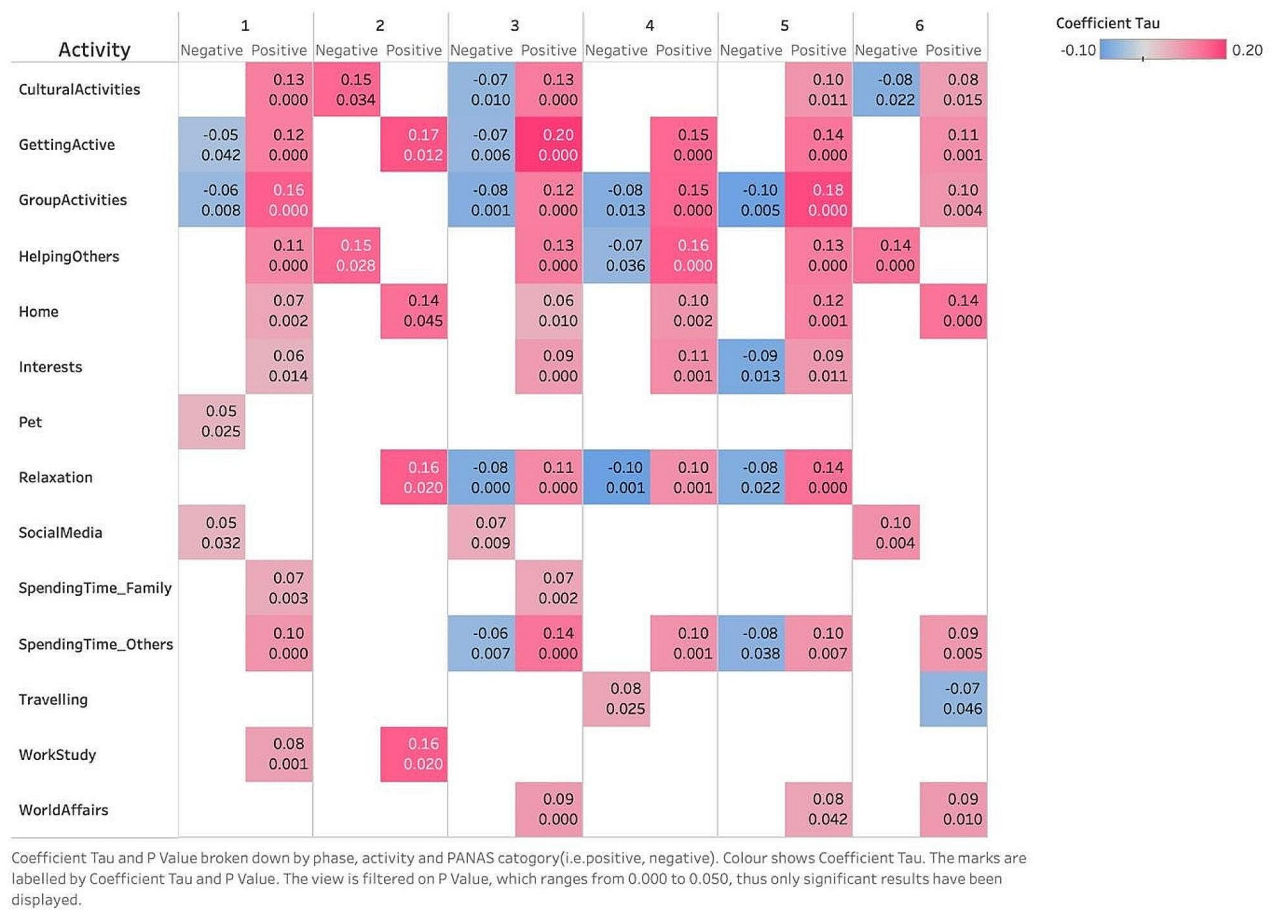 1 2 3 4 5 6
Activity Negative Positive Negative Positive Negative Positive Negative Positive Negative Positive Negative Positive
Coefficient Tau
-0.10 0.20
CulturalActivities 0.13 0.15 -0.07 0.13 0.10 -0.08 0.08
0.000 0.034 0.010 0.000 0.011 0.022 0.015
GettingActive -0.05 0.12 0.17 -0.07 0.20 0.15 0.14 0.11
0.042 0.000 0.012 0.006 0.000 0.000 0.000 0.001
GroupActivities -0.06 0.16 -0.08 0.12 -0.08 0.15 -0.10 0.18 0.10
0.008 0.000 0.001 0.000 0.013 0.000 0.005 0.000 0.004
HelpingOthers 0.11 0.15 0.13 -0.07 0.16 0.13 0.14
0.000 0.028 0.000 0.036 0.000 0.000 0.000
Home 0.07 0.14 0.06 0.10 0.12 0.14
0.002 0.045 0.010 0.002 0.001 0.000
Interests 0.06 0.09 0.11 -0.09 0.09
0.014 0.000 0.001 0.013 0.011
Pet 0.05
0.025
Relaxation 0.16 -0.08 0.11 -0.10 0.10 -0.08 0.14
0.020 0.000 0.000 0.001 0.001 0.022 0.000
SocialMedia 0.05 0.07 0.10
0.032 0.009 0.004
SpendingTime_Family 0.07 0.07
0.003 0.002
SpendingTime_Others 0.10 -0.06 0.14 0.10 -0.08 0.10 0.09
0.000 0.007 0.000 0.001 0.038 0.007 0.005
Travelling 0.08 -0.07
0.025 0.046
WorkStudy 0.08 0.16
0.001 0.020
WorldAffairs 0.09 0.08 0.09
0.000 0.042 0.010
Coefficient Tau and P Value broken down by phase, activity and PANAS catogory(i.e.positive, negative). Colour shows Coefficient Tau. The marks are
labelled by Coefficient Tau and P Value. The view is filtered on P Value, which ranges from 0.000 to 0.050, thus only significant results have been
displayed.